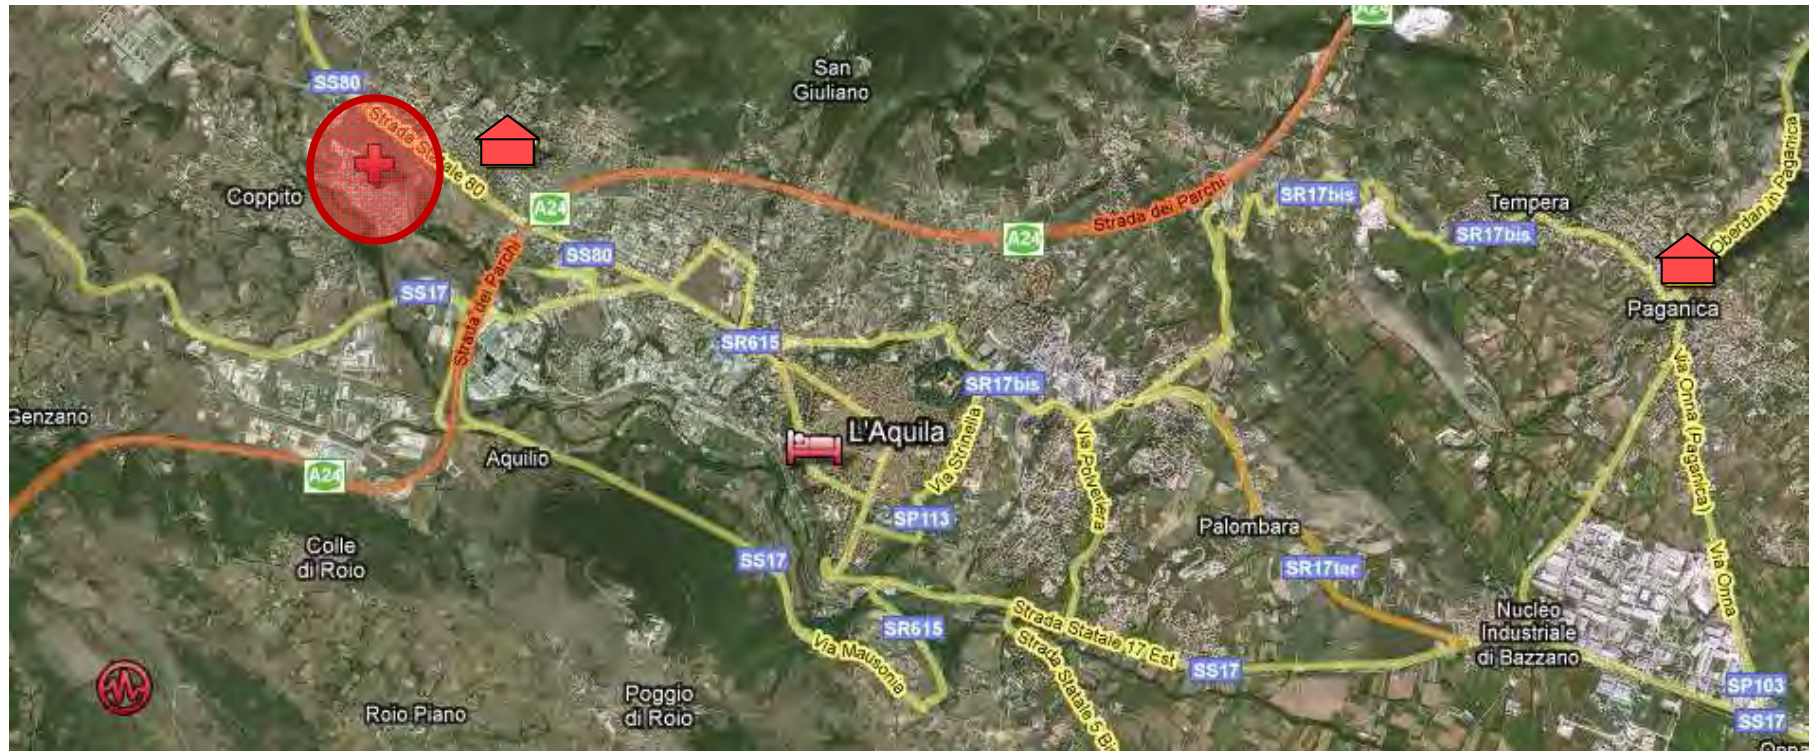 A24
San
Giuliano
SS80
Strada Statale 80
Coppito
A24
Strada dei Parchi
SR17bis
Tempera
SR17bis
Oberdan in Paganica
A24
SS80
SS17
Strada dei Parchi
Paganica
SR615
SR17bis
Genzano
L'Aquila
Via Strinella
Via Polveiera
Via Onna (Paganica)
Aquilio
A24
SP113
Palombara
Colle
di Roio
SS17
SR17ter
Via Onna
Nucleo
Industriale
di Bazzano
SR615
Strada Statale 17 Est
Via Mausonia
SS17
SP103
Poggio
di Roio
Roio Piano
SS17